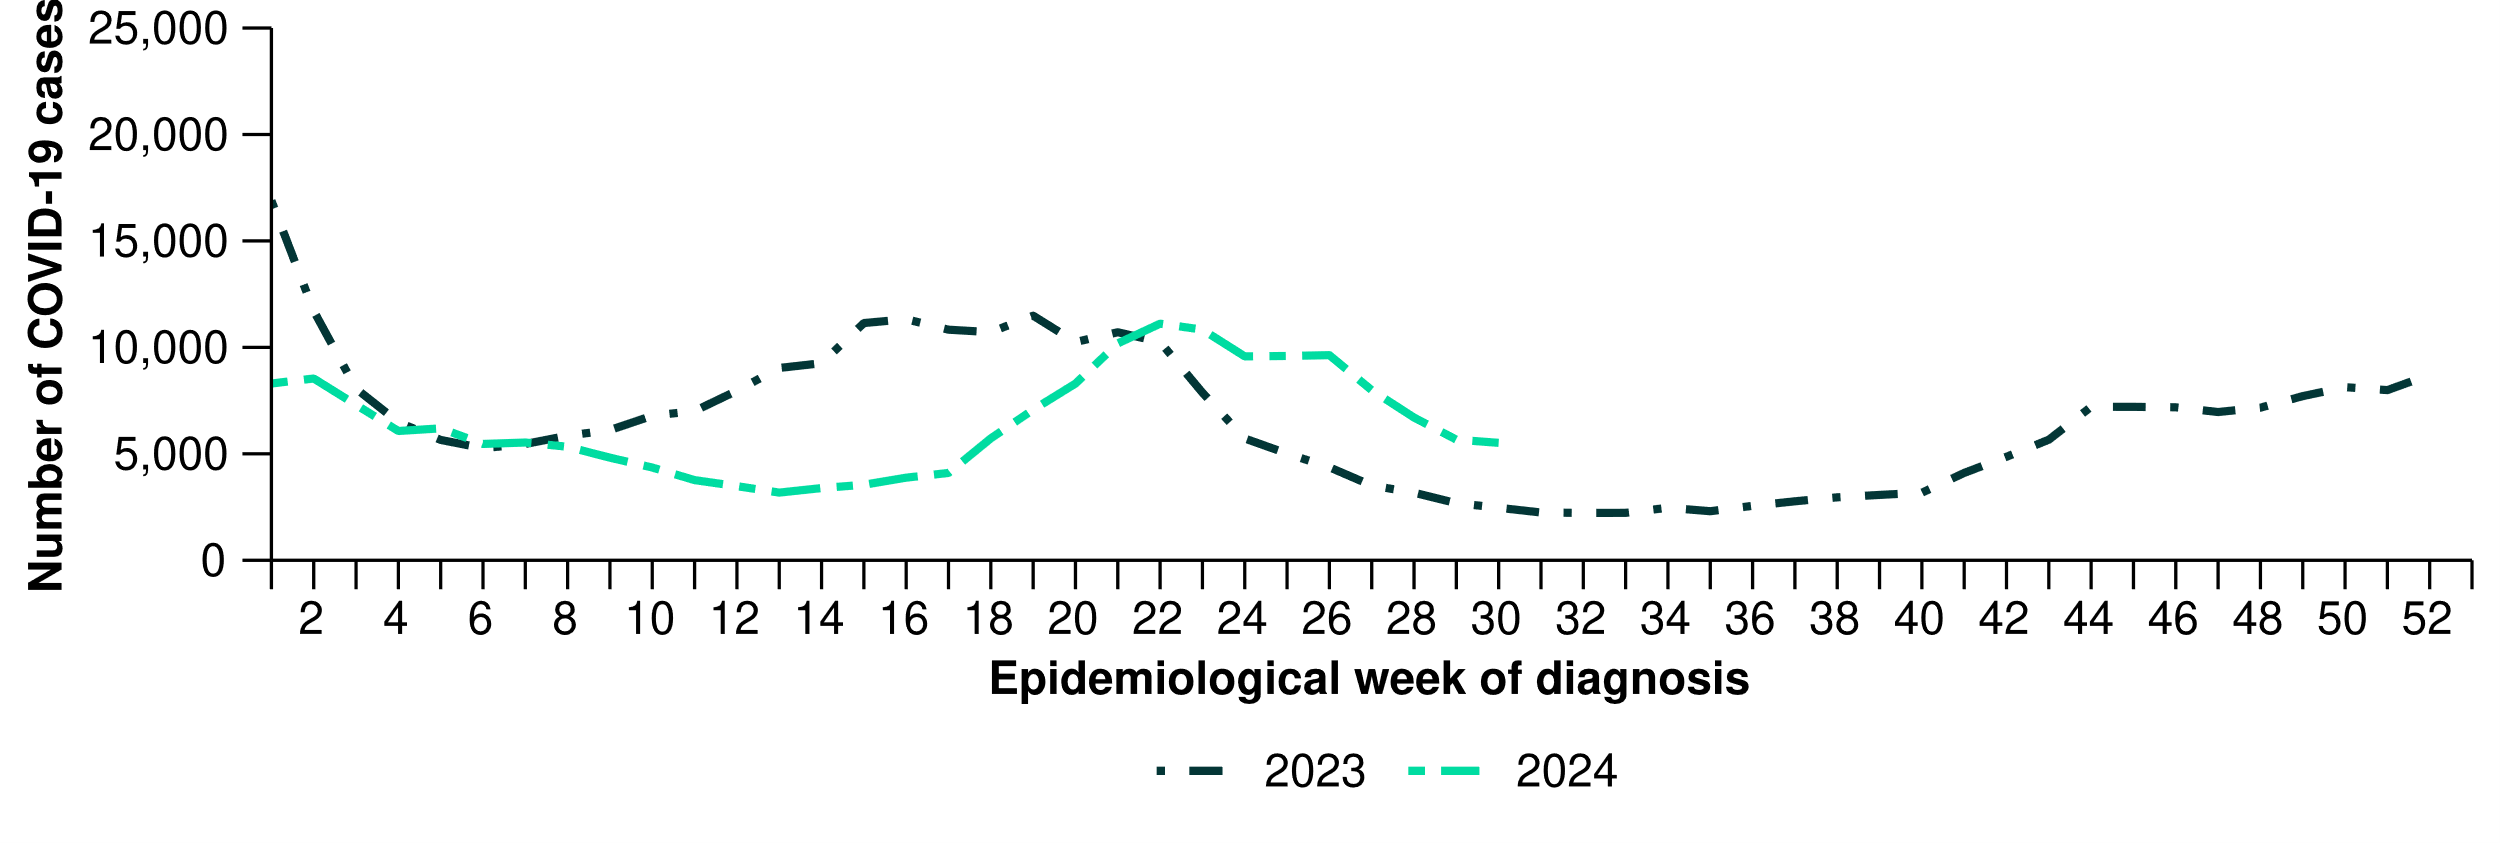 Number of COVID-19 cases
25,000
20,000
15,000
10,000
5,000
0
2 4 6 8 10 12 14 16 18 20 22 24 26 28 30 32 34 36 38 40 42 44 46 48 50 52
Epidemiological week of diagnosis
2023 2024